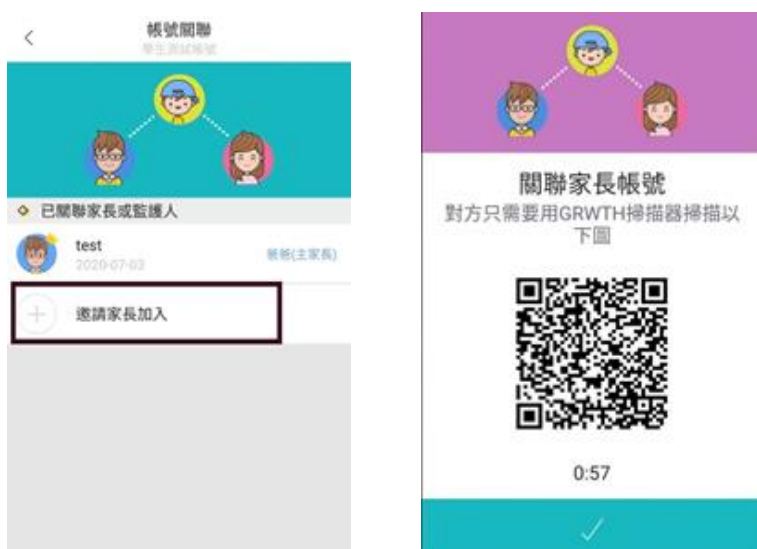 帳號關聯
學生測試帳號
已關聯家長或監護人
test
爸爸(主家長)
2020-07-03
邀請家長加入
關聯家長帳號
對方只需要用GRWTH掃描器掃描以
下圖
0:57